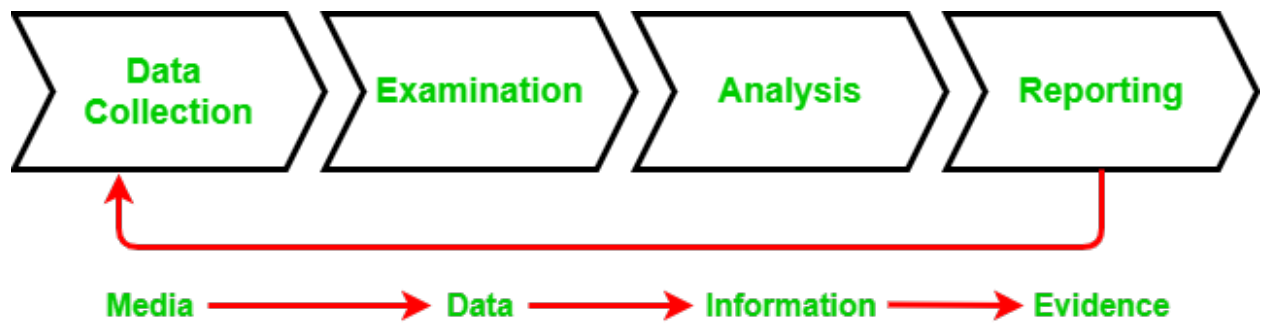 Data
Collection
Examination
Analysis
Reporting
Media
Data
Information
Evidence